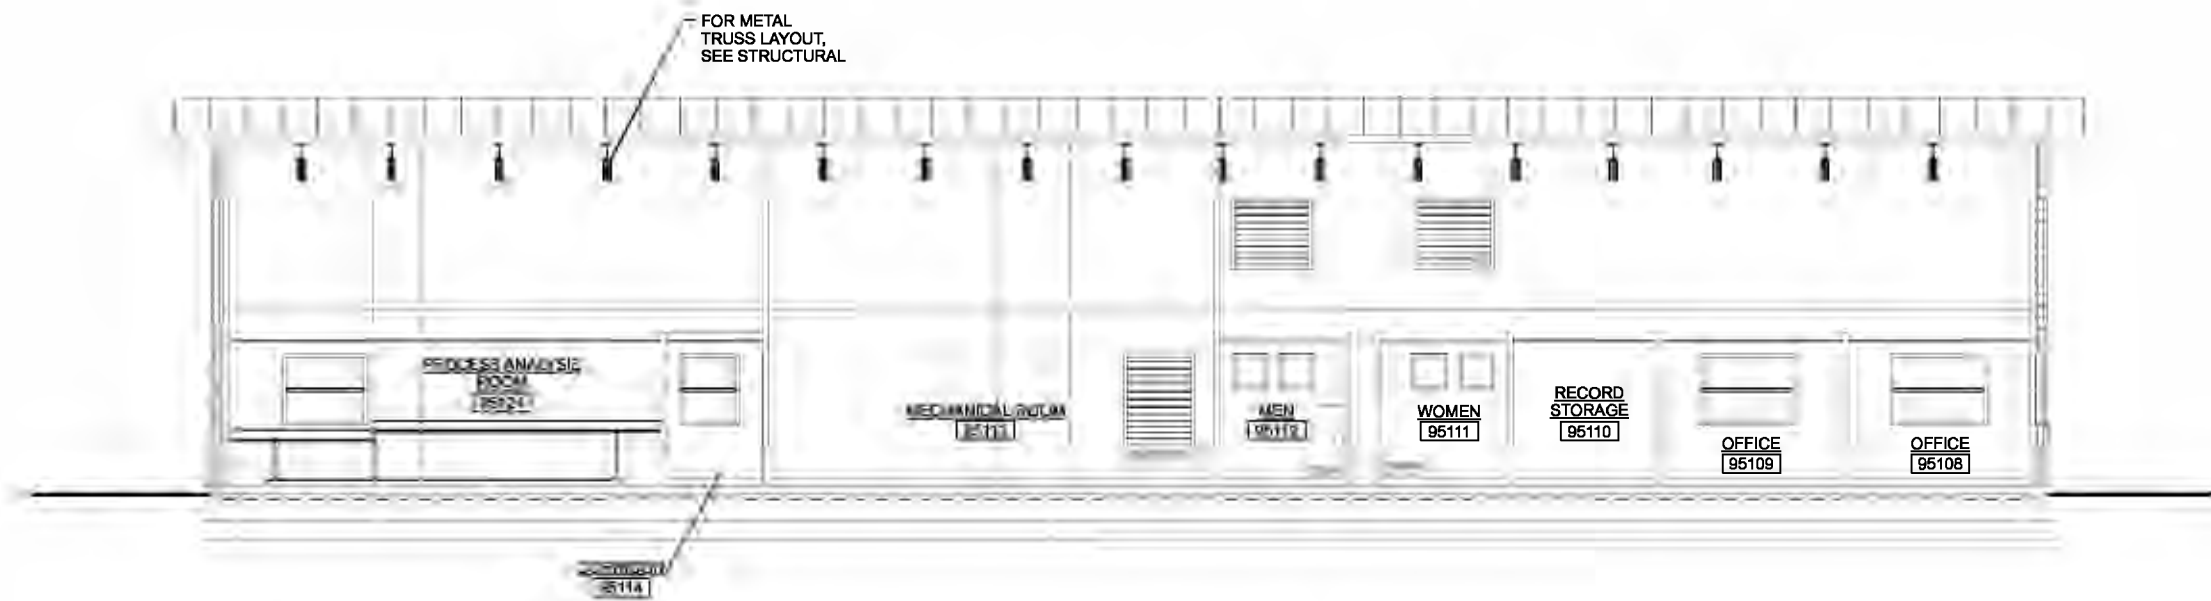 FOR METAL
TRUSS LAYOUT,
SEE STRUCTURAL
PROCESS ANALYSIS
ROOM
MECHANICAL ROOM
MEN
WOMEN
95111
RECORD
STORAGE
95110
OFFICE
95109
OFFICE
95108
95114